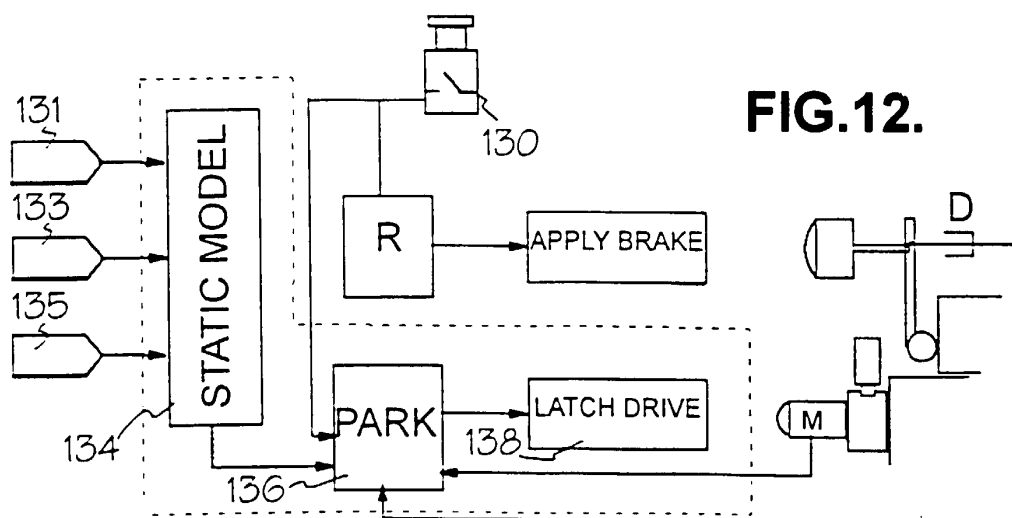 FIG.12.
130
131
133
135
STATIC MODEL
134
R
APPLY BRAKE
D
PARK
136
LATCH DRIVE
138
M